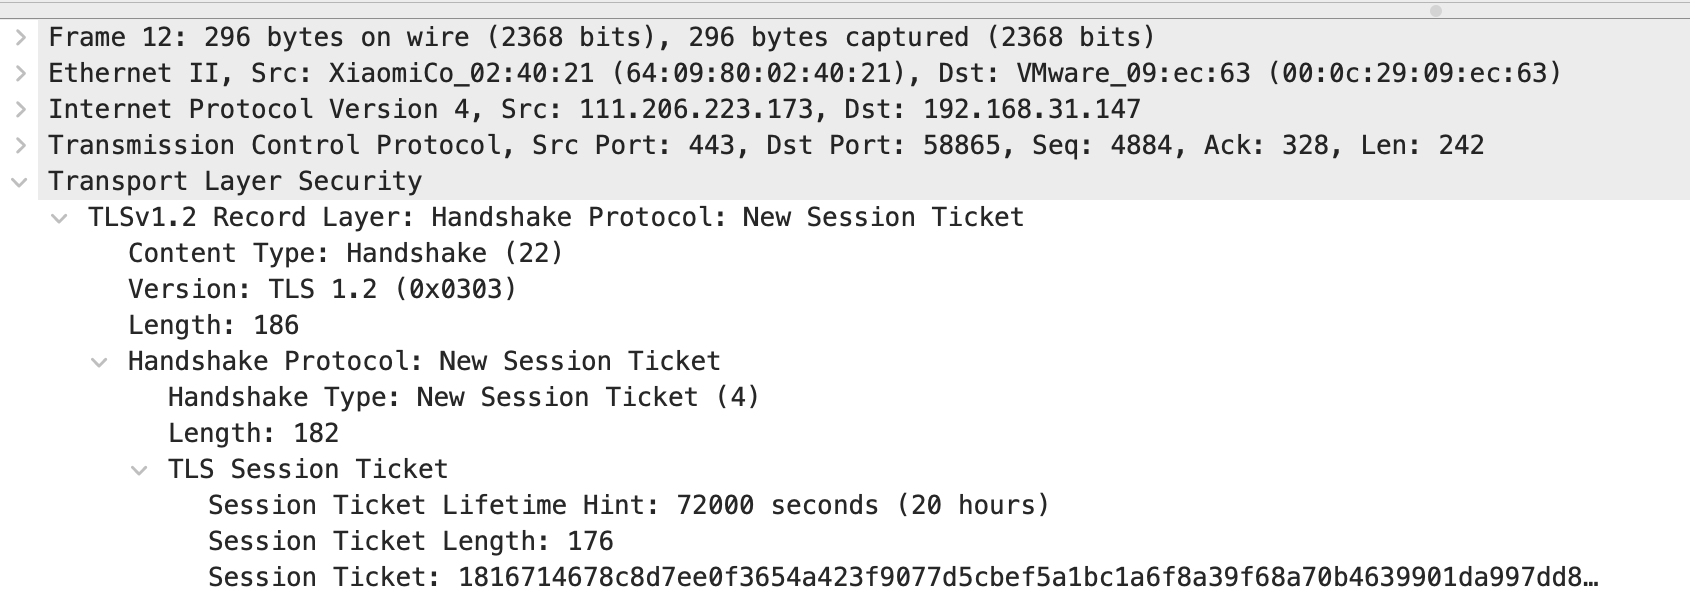 Frame 12: 296 bytes on wire (2368 bits), 296 bytes captured (2368 bits)
Ethernet II, Src: XiaomiCo_02:40:21 (64:09:80:02:40:21), Dst: VMware_09:ec:63 (00:0c:29:09:ec:63)
Internet Protocol Version 4, Src: 111.206.223.173, Dst: 192.168.31.147
Transmission Control Protocol, Src Port: 443, Dst Port: 58865, Seq: 4884, Ack: 328, Len: 242
Transport Layer Security
TLSv1.2 Record Layer: Handshake Protocol: New Session Ticket
Content Type: Handshake (22)
Version: TLS 1.2 (0x0303)
Length: 186
Handshake Protocol: New Session Ticket
Handshake Type: New Session Ticket (4)
Length: 182
TLS Session Ticket
Session Ticket Lifetime Hint: 72000 seconds (20 hours)
Session Ticket Length: 176
Session Ticket: 1816714678c8d7ee0f3654a423f9077d5cbef5a1bc1a6f8a39f68a70b4639901da997dd8…